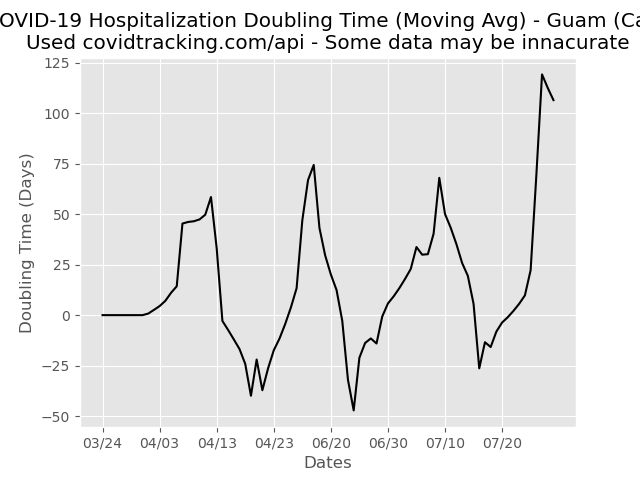 OVID-19 Hospitalization Doubling Time (Moving Avg) - Guam (Ca
Used covidtracking.com/api - Some data may be innacurate
125
100
75
50
25
0
−25
−50
Doubling Time (Days)
03/24 04/03 04/13 04/23 06/20 06/30 07/10 07/20
Dates